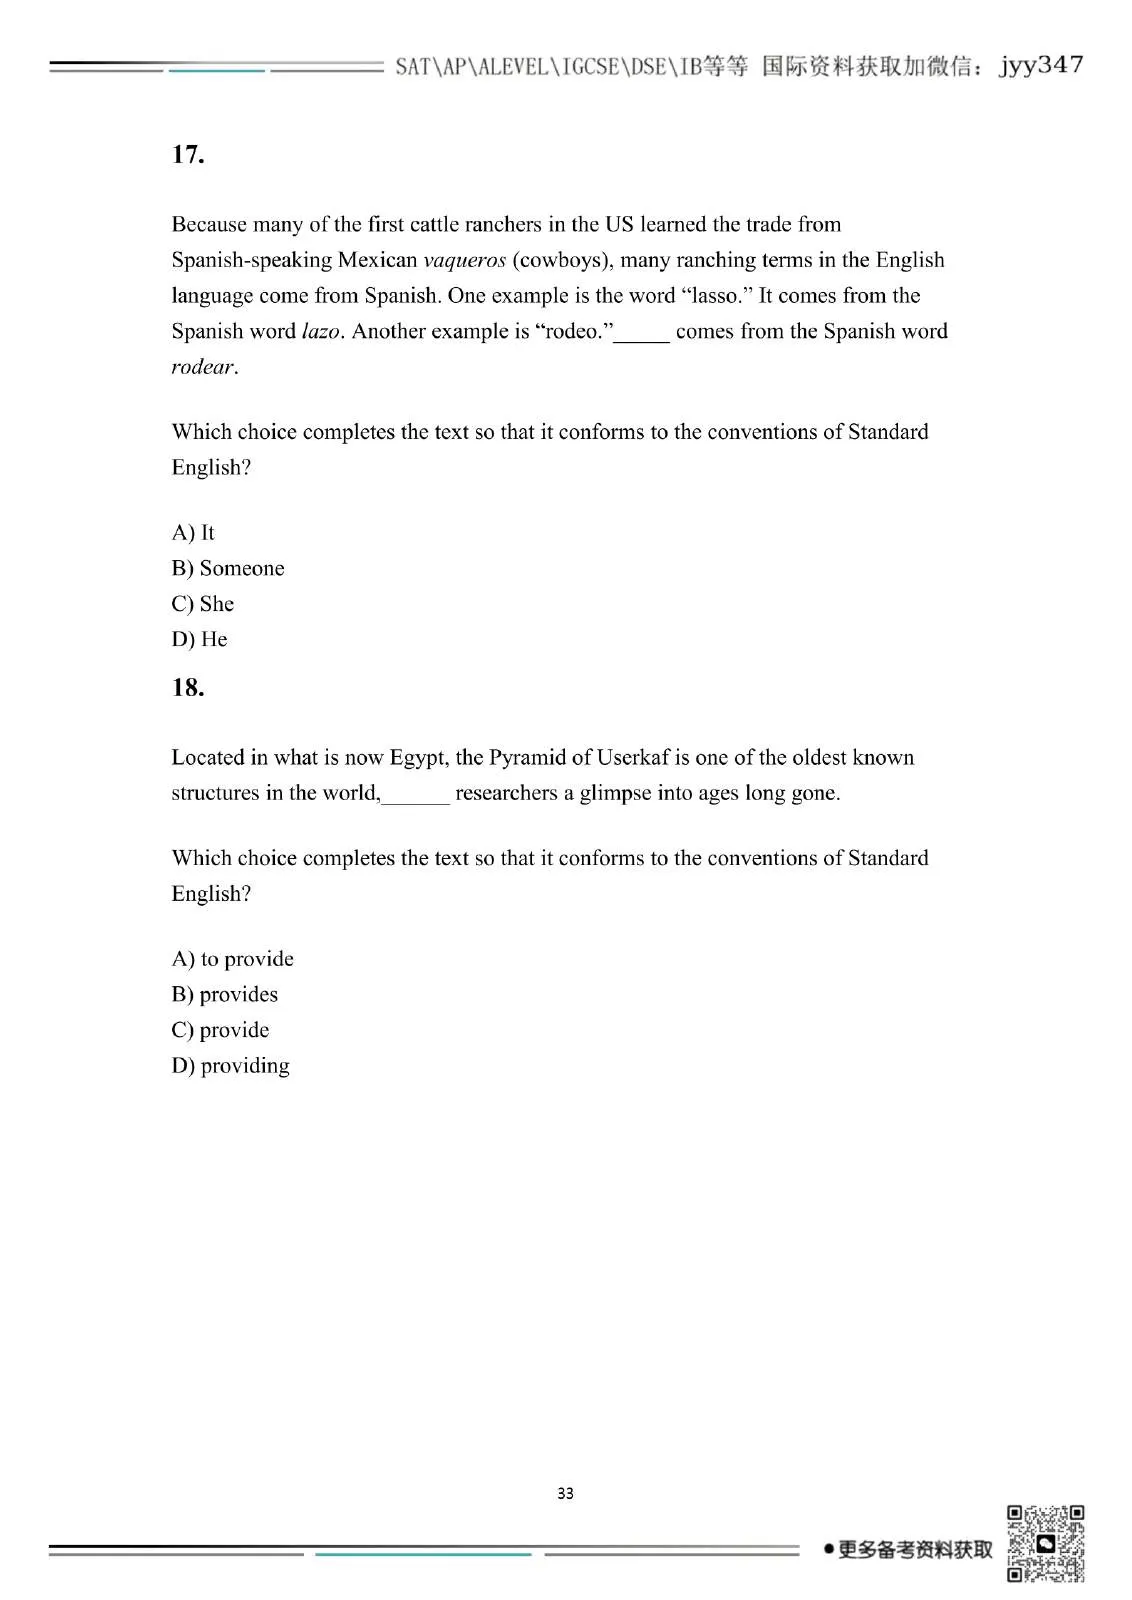 SAT\AP\ALEVEL\IGCSE\DSE\IB等等 国际资料获取加微信: jyy347
17.
Because many of the first cattle ranchers in the US learned the trade from
Spanish-speaking Mexican vaqueros (cowboys), many ranching terms in the English
language come from Spanish. One example is the word “lasso.” It comes from the
Spanish word lazo. Another example is “rodeo.”_____ comes from the Spanish word
rodear.
Which choice completes the text so that it conforms to the conventions of Standard
English?
A) It
B) Someone
C) She
D) He
18.
Located in what is now Egypt, the Pyramid of Userkaf is one of the oldest known
structures in the world,______ researchers a glimpse into ages long gone.
Which choice completes the text so that it conforms to the conventions of Standard
English?
A) to provide
B) provides
C) provide
D) providing
33
●更多备考资料获取